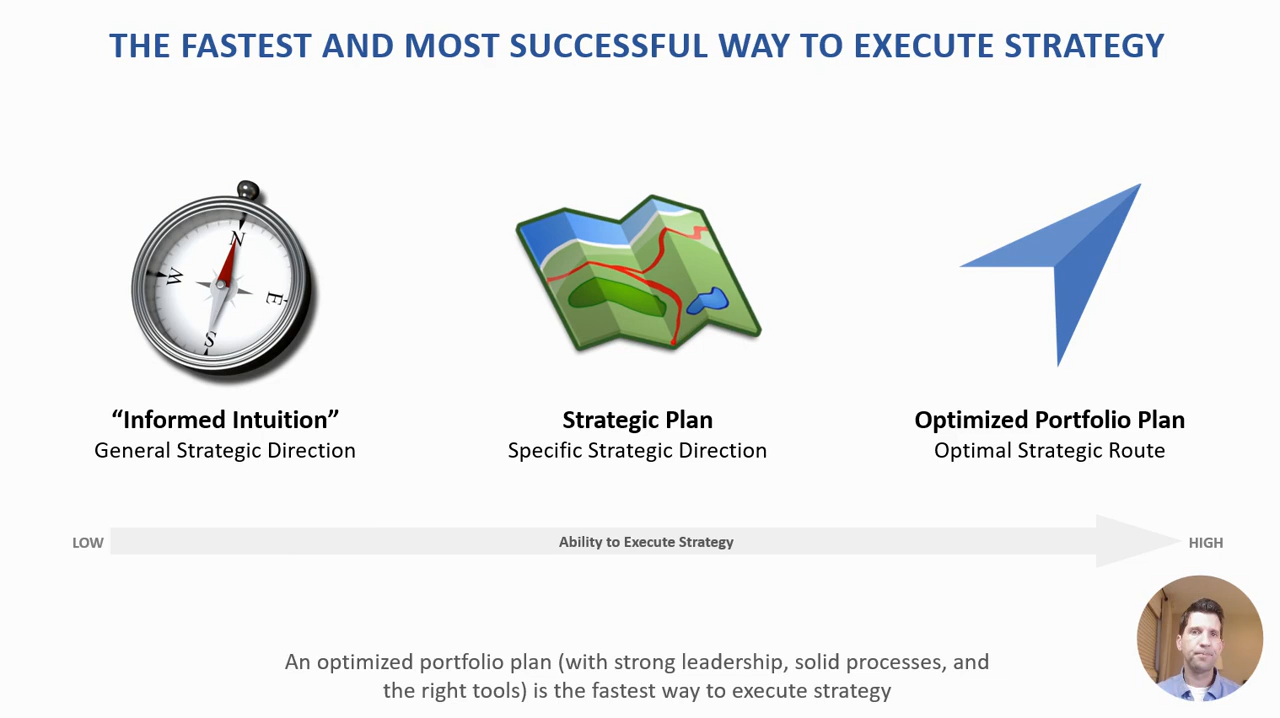 THE FASTEST AND MOST SUCCESSFUL WAY TO EXECUTE STRATEGY
N
W
E
S
“Informed Intuition”
General Strategic Direction
Strategic Plan
Specific Strategic Direction
Optimized Portfolio Plan
Optimal Strategic Route
LOW
Ability to Execute Strategy
HIGH
An optimized portfolio plan (with strong leadership, solid processes, and
the right tools) is the fastest way to execute strategy